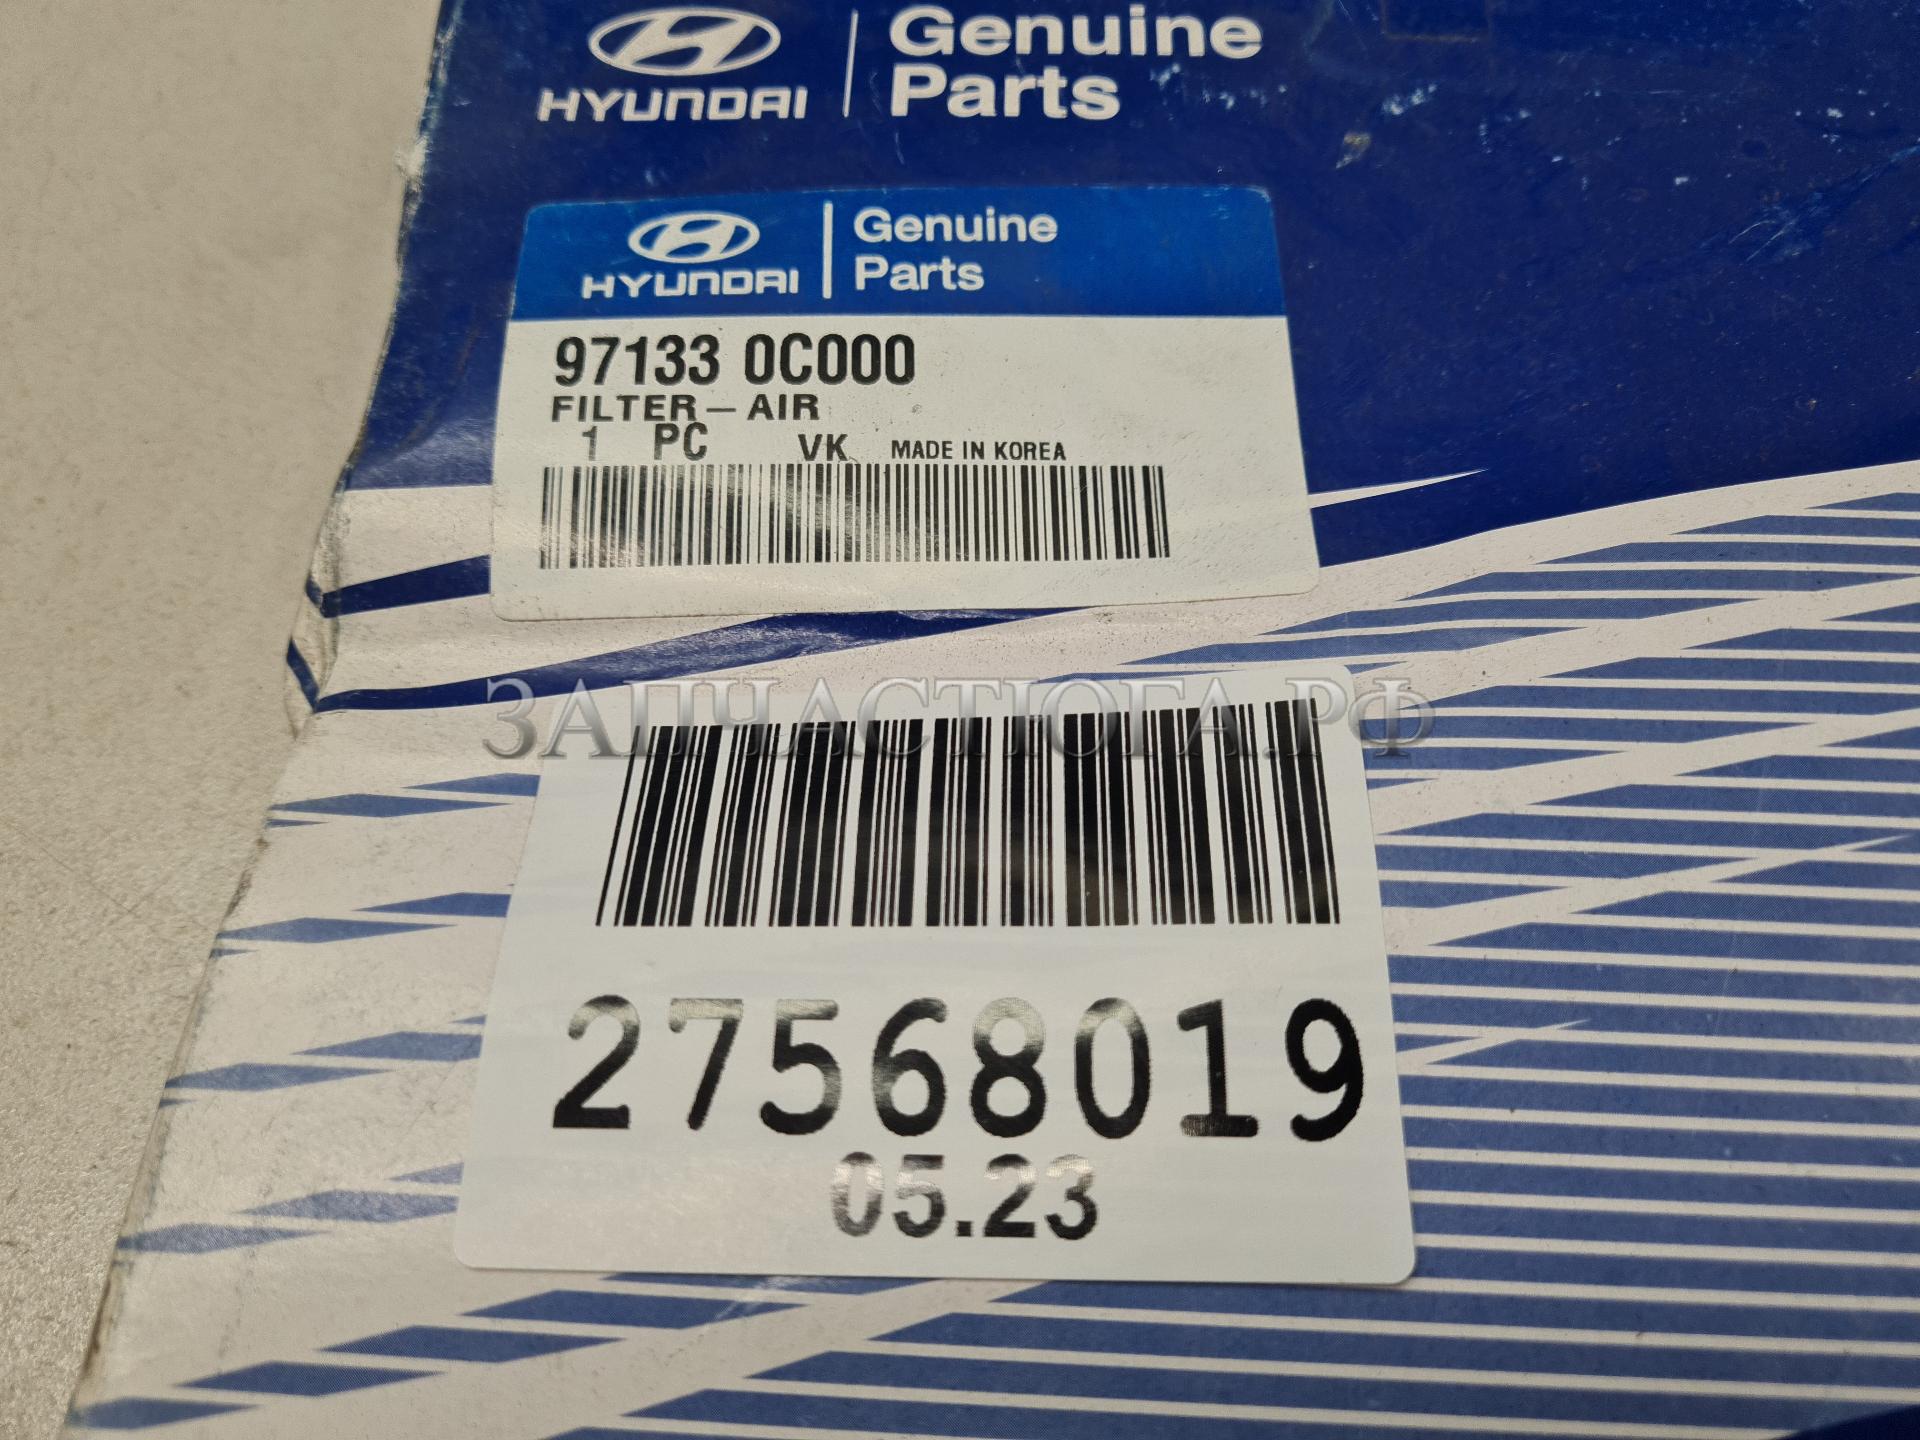 HYUNDAI
Genuine
Parts
HYUNDAI
Genuine
Parts
97133 0C000
FILTER-AIR
1 PC VK MADE IN KOREA
ЗАПЧАСТЮГА.РФ
27568019
05.23